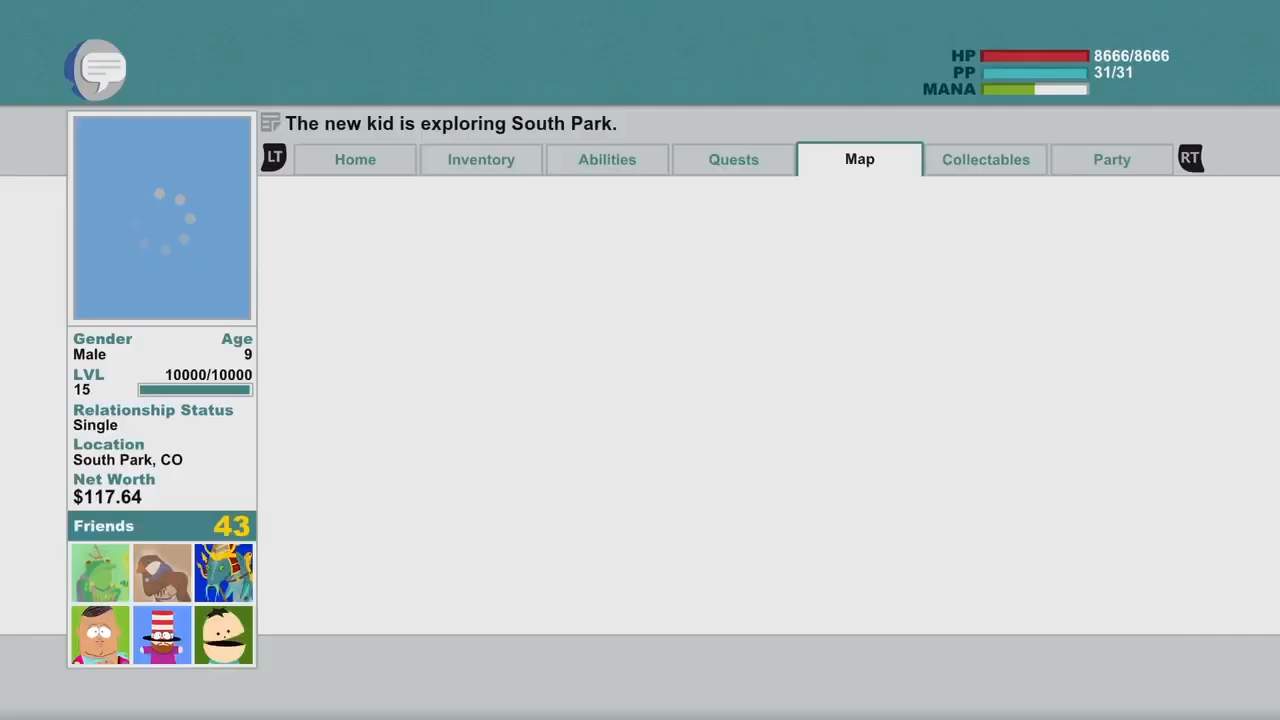 HP 8666/8666
PP 31/31
MANA
The new kid is exploring South Park.
LT Home Inventory Abilities Quests Map Collectables Party RT
Gender Age
Male 9
LVL 10000/10000
15
Relationship Status
Single
Location
South Park, CO
Net Worth
$117.64
Friends 43